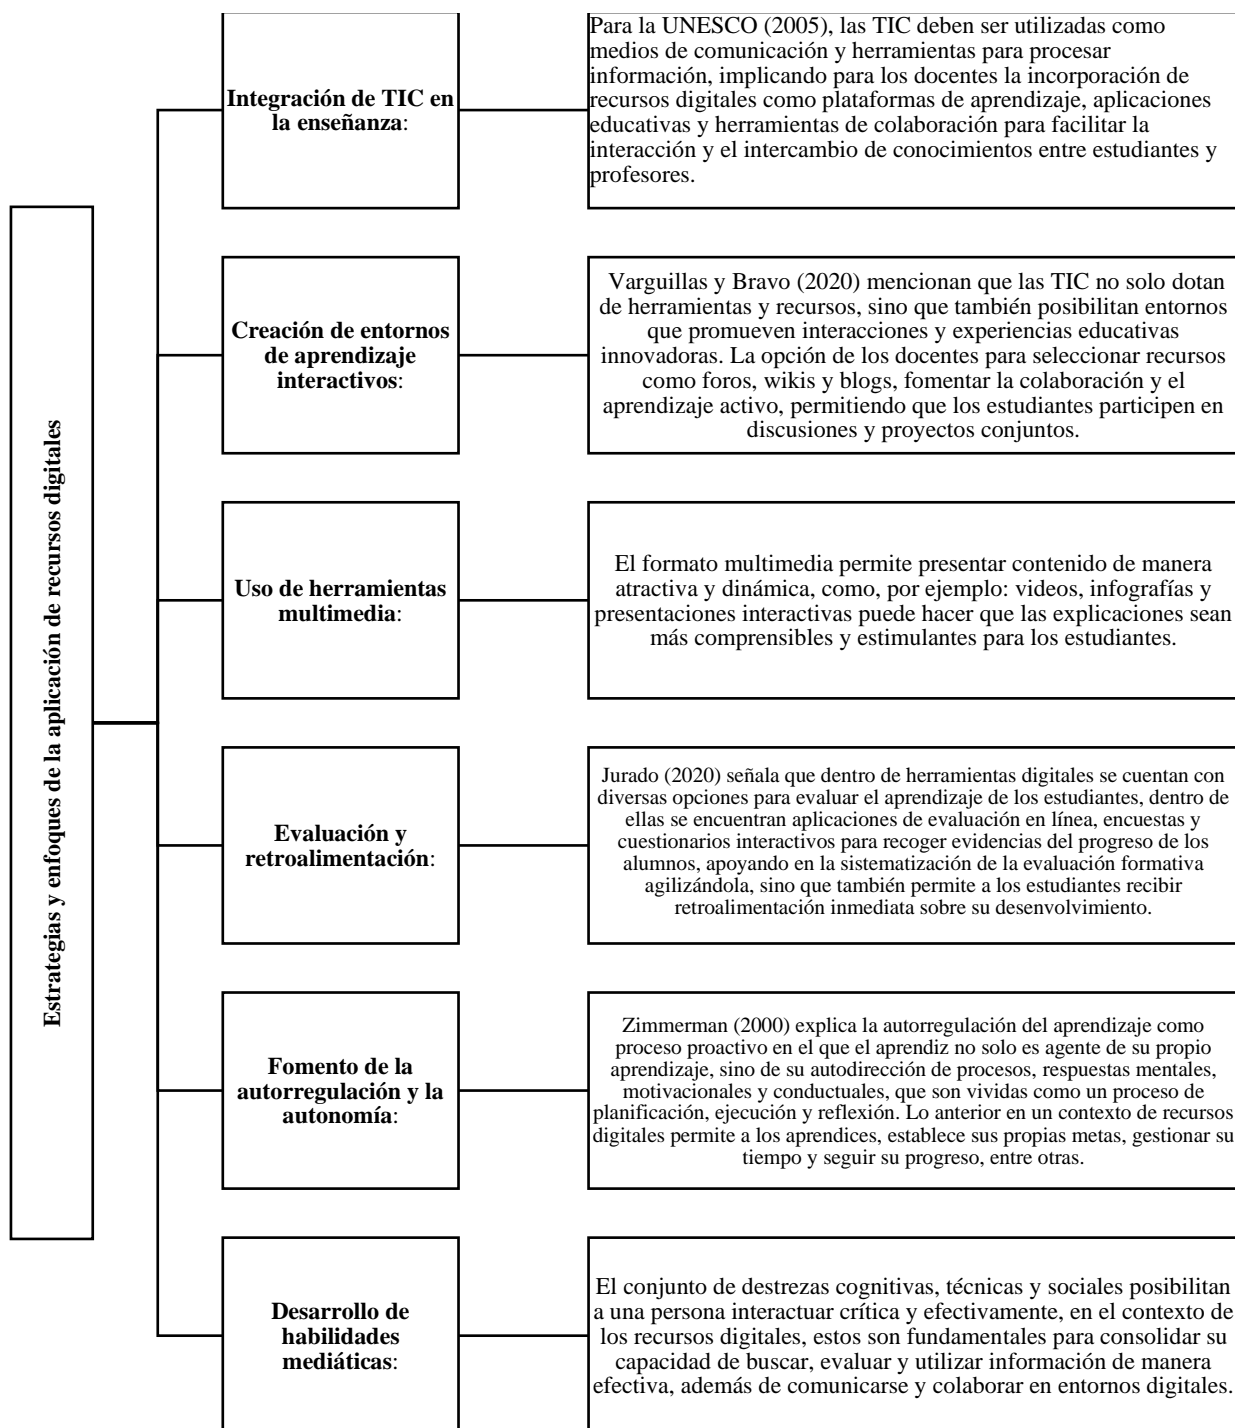 Estrategias y enfoques de la aplicación de recursos digitales
Integración de TIC en
la enseñanza:
Para la UNESCO (2005), las TIC deben ser utilizadas como
medios de comunicación y herramientas para procesar
información, implicando para los docentes la incorporación de
recursos digitales como plataformas de aprendizaje, aplicaciones
educativas y herramientas de colaboración para facilitar la
interacción y el intercambio de conocimientos entre estudiantes y
profesores.
Creación de entornos
de aprendizaje
interactivos:
Varguillas y Bravo (2020) mencionan que las TIC no solo dotan
de herramientas y recursos, sino que también posibilitan entornos
que promueven interacciones y experiencias educativas
innovadoras. La opción de los docentes para seleccionar recursos
como foros, wikis y blogs, fomentar la colaboración y el
aprendizaje activo, permitiendo que los estudiantes participen en
discusiones y proyectos conjuntos.
Uso de herramientas
multimedia:
El formato multimedia permite presentar contenido de manera
atractiva y dinámica, como, por ejemplo: videos, infografías y
presentaciones interactivas puede hacer que las explicaciones sean
más comprensibles y estimulantes para los estudiantes.
Evaluación y
retroalimentación:
Jurado (2020) señala que dentro de herramientas digitales se cuentan con
diversas opciones para evaluar el aprendizaje de los estudiantes, dentro de
ellas se encuentran aplicaciones de evaluación en línea, encuestas y
cuestionarios interactivos para recoger evidencias del progreso de los
alumnos, apoyando en la sistematización de la evaluación formativa
agilizándola, sino que también permite a los estudiantes recibir
retroalimentación inmediata sobre su desenvolvimiento.
Fomento de la
autorregulación y la
autonomía:
Zimmerman (2000) explica la autorregulación del aprendizaje como
proceso proactivo en el que el aprendiz no solo es agente de su propio
aprendizaje, sino de su autodirección de procesos, respuestas mentales,
motivacionales y conductuales, que son vividas como un proceso de
planificación, ejecución y reflexión. Lo anterior en un contexto de recursos
digitales permite a los aprendices, establece sus propias metas, gestionar su
tiempo y seguir su progreso, entre otras.
Desarrollo de
habilidades
mediáticas:
El conjunto de destrezas cognitivas, técnicas y sociales posibilitan
a una persona interactuar crítica y efectivamente, en el contexto de
los recursos digitales, estos son fundamentales para consolidar su
capacidad de buscar, evaluar y utilizar información de manera
efectiva, además de comunicarse y colaborar en entornos digitales.